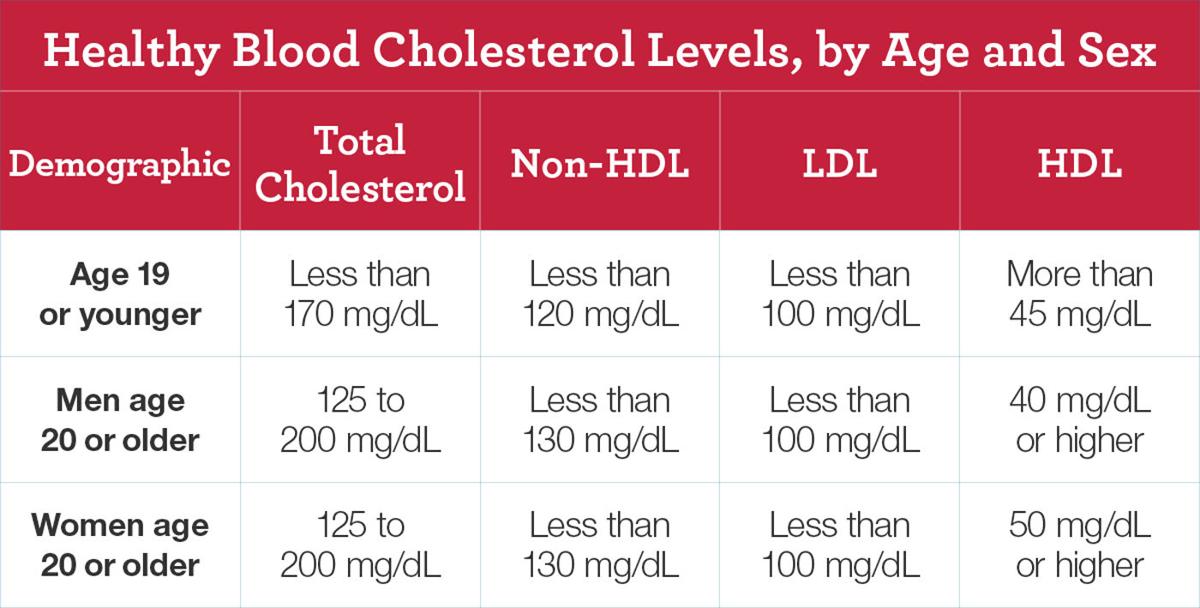 Healthy Blood Cholesterol Levels, by Age and Sex
Demographic
Total
Cholesterol
Non-HDL
LDL
HDL
Age 19
or younger
Less than
170 mg/dL
Less than
120 mg/dL
Less than
100 mg/dL
More than
45 mg/dL
Men age
20 or older
125 to
200 mg/dL
Less than
130 mg/dL
Less than
100 mg/dL
40 mg/dL
or higher
Women age
20 or older
125 to
200 mg/dL
Less than
130 mg/dL
Less than
100 mg/dL
50 mg/dL
or higher